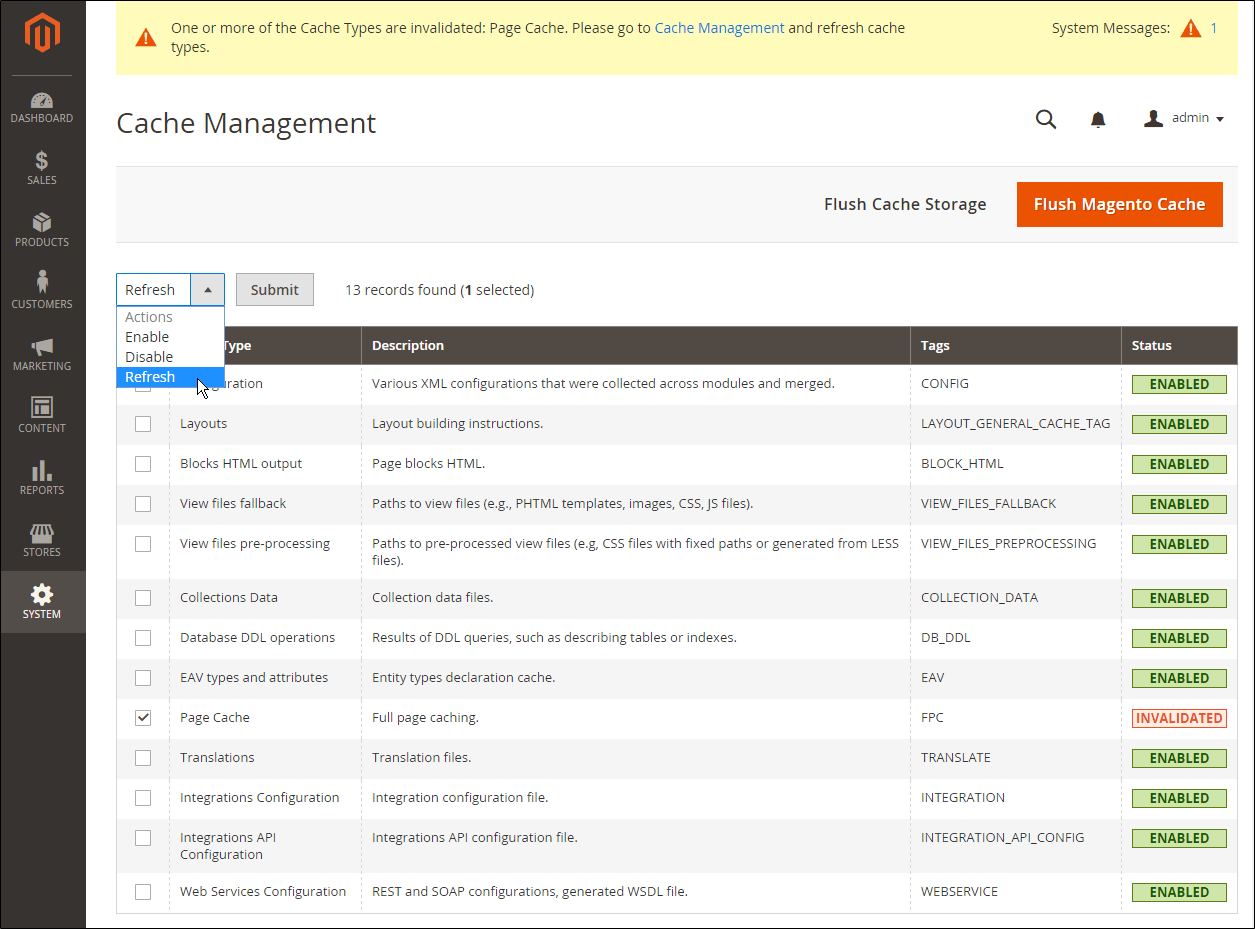 One or more of the Cache Types are invalidated: Page Cache. Please go to Cache Management and refresh cache
types.
System Messages: 1
DASHBOARD
SALES
PRODUCTS
CUSTOMERS
MARKETING
CONTENT
REPORTS
STORES
SYSTEM
Cache Management
admin
Flush Cache Storage
Flush Magento Cache
Refresh
Submit
13 records found (1 selected)
Actions
Enable
Disable
Refresh
Type Description Tags Status
Various XML configurations that were collected across modules and merged. CONFIG ENABLED
Layouts Layout building instructions. LAYOUT_GENERAL_CACHE_TAG ENABLED
Blocks HTML output Page blocks HTML. BLOCK_HTML ENABLED
View files fallback Paths to view files (e.g., PHTML templates, images, CSS, JS files). VIEW_FILES_FALLBACK ENABLED
View files pre-processing Paths to pre-processed view files (e.g, CSS files with fixed paths or generated from LESS VIEW_FILES_PREPROCESSING ENABLED
files).
Collections Data Collection data files. COLLECTION_DATA ENABLED
Database DDL operations Results of DDL queries, such as describing tables or indexes. DB_DDL ENABLED
EAV types and attributes Entity types declaration cache. EAV ENABLED
Page Cache Full page caching. FPC INVALIDATED
Translations Translation files. TRANSLATE ENABLED
Integrations Configuration Integration configuration file. INTEGRATION ENABLED
Integrations API Integrations API configuration file. INTEGRATION_API_CONFIG ENABLED
Configuration
Web Services Configuration REST and SOAP configurations, generated WSDL file. WEBSERVICE ENABLED